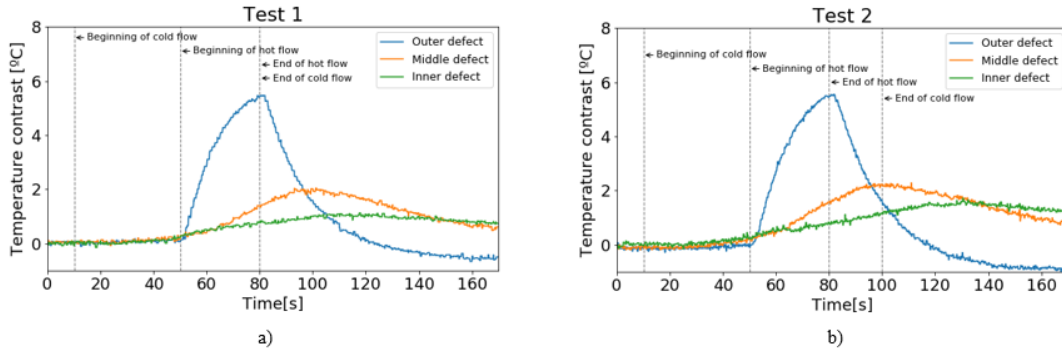 Test 1
Temperature contrast [ºC]
8
6
4
2
0
Beginning of cold flow
Beginning of hot flow
End of hot flow
End of cold flow
Outer defect
Middle defect
Inner defect
0 20 40 60 80 100 120 140 160
Time[s]
a)
Test 2
Temperature contrast [ºC]
8
6
4
2
0
Beginning of cold flow
Beginning of hot flow
End of hot flow
End of cold flow
Outer defect
Middle defect
Inner defect
0 20 40 60 80 100 120 140 160
Time[s]
b)